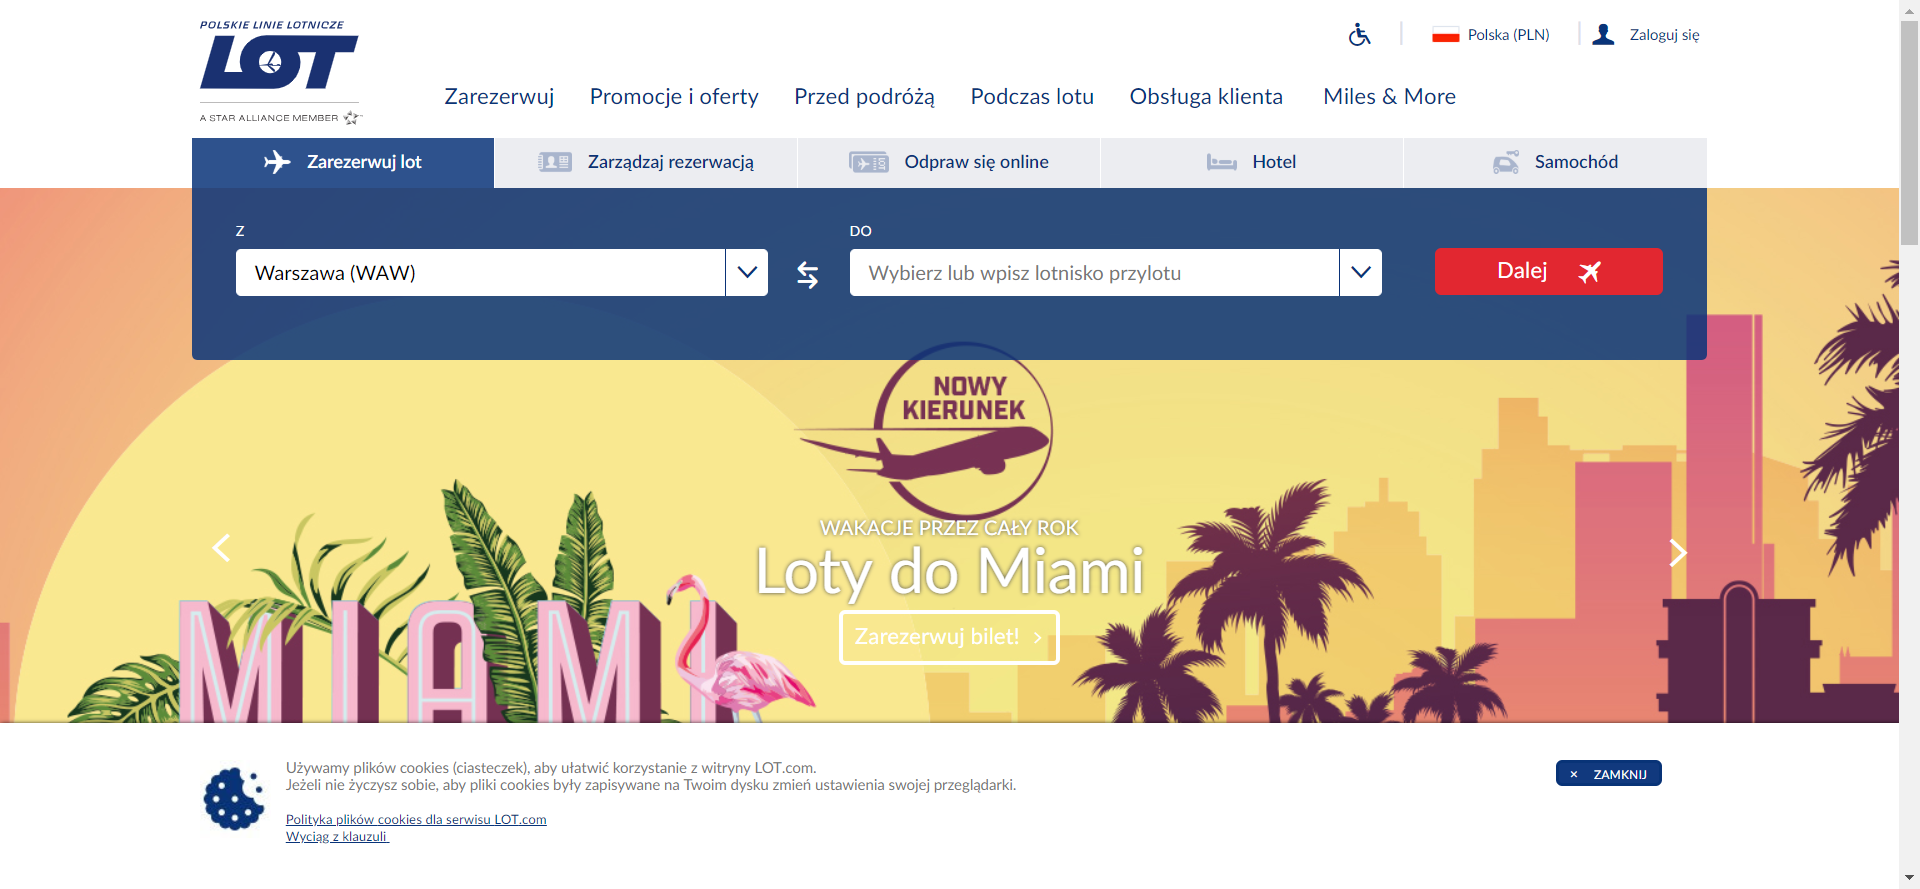 POLSKIE LINIE LOTNICZE
LOT
A STAR ALLIANCE MEMBER
Polska (PLN)
Zaloguj się
Zarezerwuj
Promocje i oferty
Przed podróżą
Podczas lotu
Obsługa klienta
Miles & More
Zarezerwuj lot
Zarządzaj rezerwacją
Odpraw się online
Hotel
Samochód
Z
DO
Warszawa (WAW)
Wybierz lub wpisz lotnisko przylotu
Dalej
NOWY
KIERUNEK
WAKACJE PRZEZ CAŁY ROK
Loty do Miami
Zarezerwuj bilet!
MIAMI
Używamy plików cookies (ciasteczek), aby ułatwić korzystanie z witryny LOT.com.
Jeżeli nie życzysz sobie, aby pliki cookies były zapisywane na Twoim dysku zmień ustawienia swojej przeglądarki.
× ZAMKNIJ
Polityka plików cookies dla serwisu LOT.com
Wyciąg z klauzuli